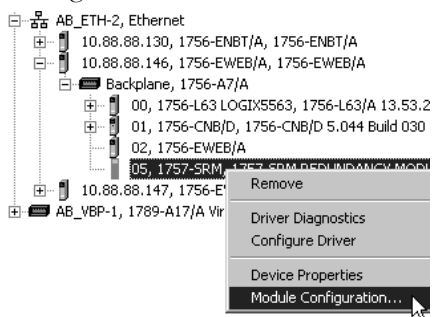 AB_ETH-2, Ethernet
10.88.88.130, 1756-ENBT/A, 1756-ENBT/A
10.88.88.146, 1756-EWEB/A, 1756-EWEB/A
Backplane, 1756-A7/A
00, 1756-L63 LOGIX5563, 1756-L63/A 13.53.2
01, 1756-CNB/D, 1756-CNB/D 5.044 Build 030
02, 1756-EWEB/A
05, 1757-SRM, 1757-SRM REDUNDANCY MODU
10.88.88.147, 1756-E
AB_VBP-1, 1789-A17/A Vir
Remove
Driver Diagnostics
Configure Driver
Device Properties
Module Configuration...